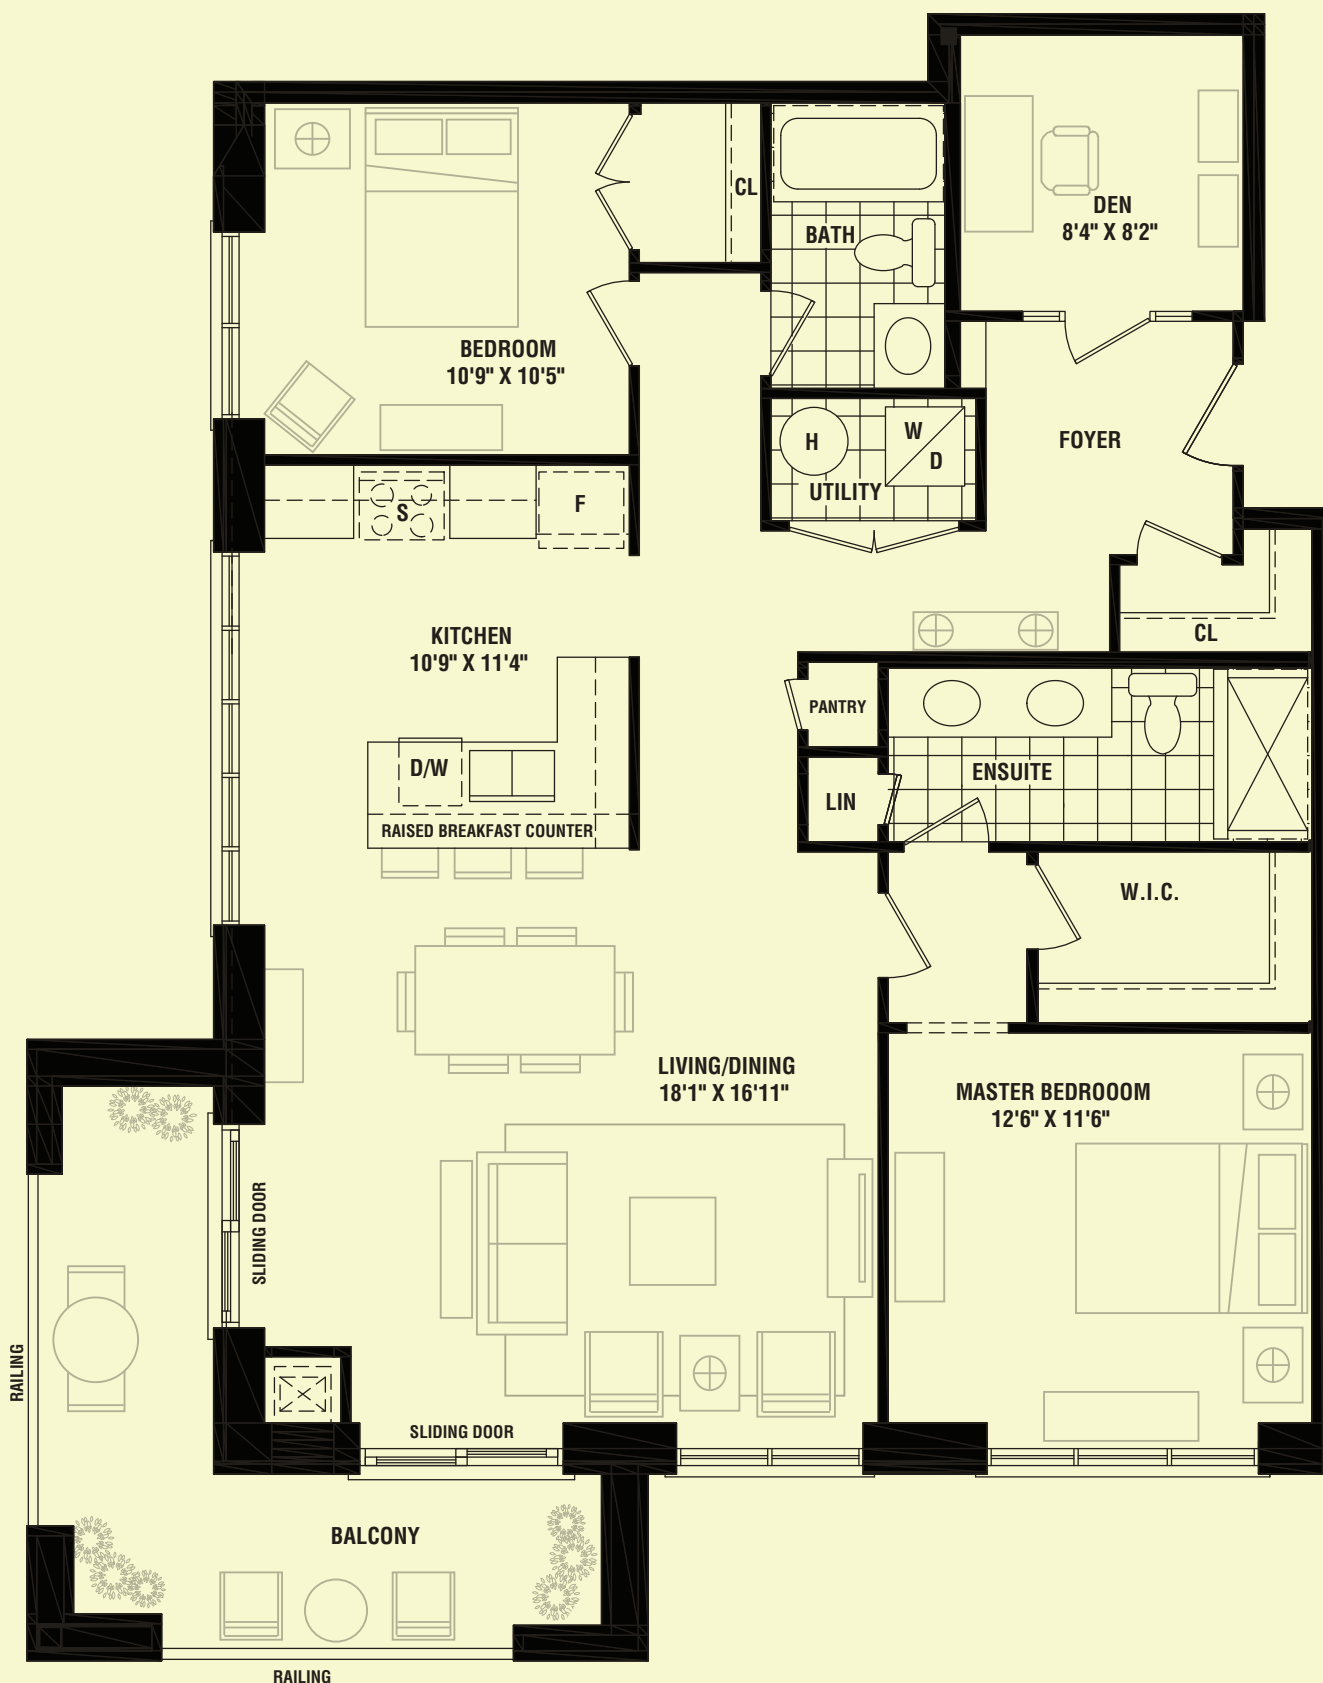 CL
BATH
DEN
8'4" X 8'2"
BEDROOM
10'9" X 10'5"
H
W
D
UTILITY
FOYER
S
F
KITCHEN
10'9" X 11'4"
CL
PANTRY
D/W
RAISED BREAKFAST COUNTER
LIN
ENSUITE
W.I.C.
LIVING/DINING
18'1" X 16'11"
MASTER BEDROOOM
12'6" X 11'6"
SLIDING DOOR
RAILING
SLIDING DOOR
BALCONY
RAILING